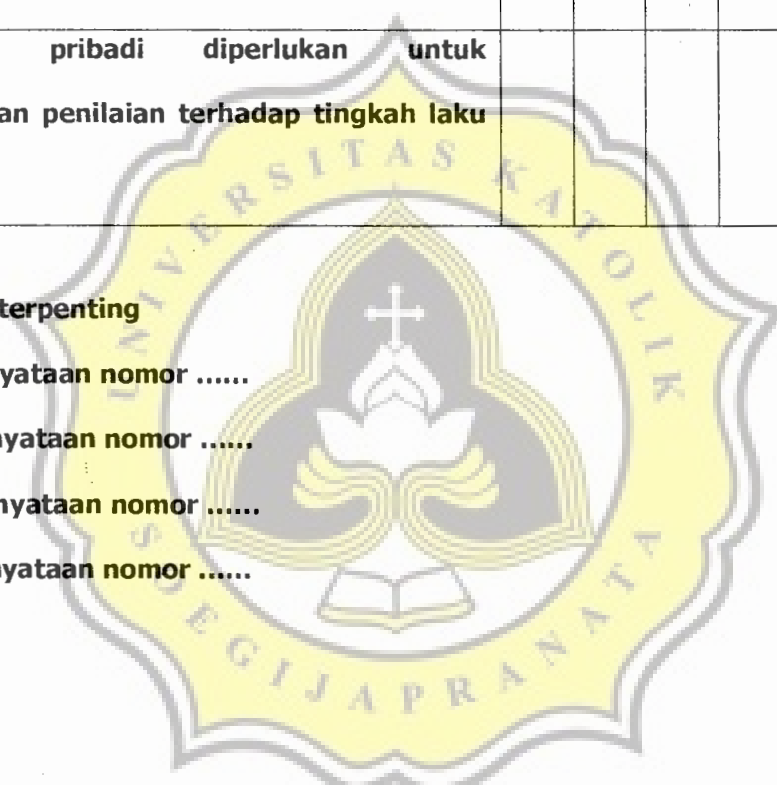 pribadi diperlukan untuk
an penilaian terhadap tingkah laku
terpenting
yataan nomor ......
yataan nomor ......
nyataan nomor ......
yataan nomor ......
UNIVERSITAS KATOLIK
SOEGIJAPRANATA